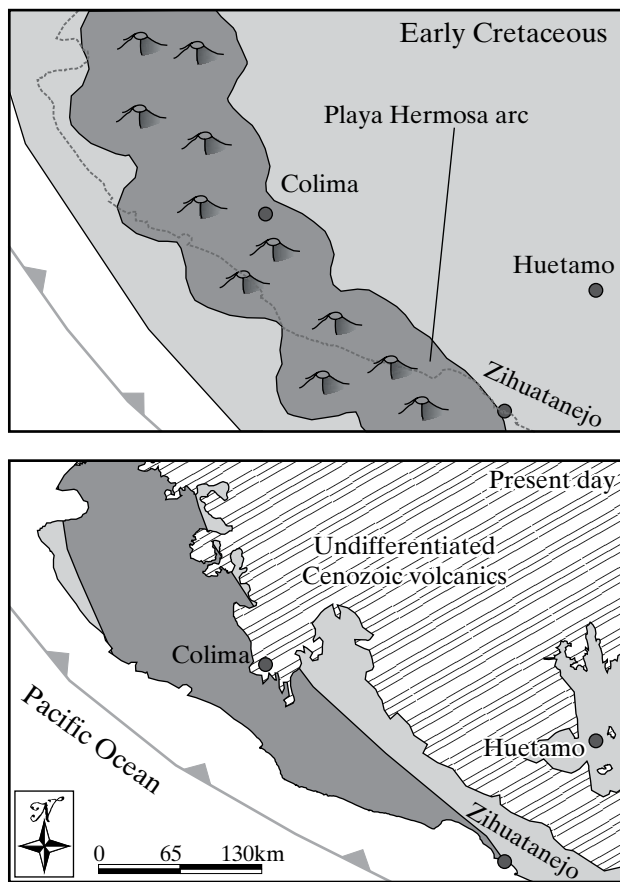 Early Cretaceous
Playa Hermosa arc
Colima
Huetamo
Zihuatanejo
Present day
Undifferentiated
Cenozoic volcanics
Colima
Pacific Ocean
Huetamo
Zihuatanejo
N
0 65 130km